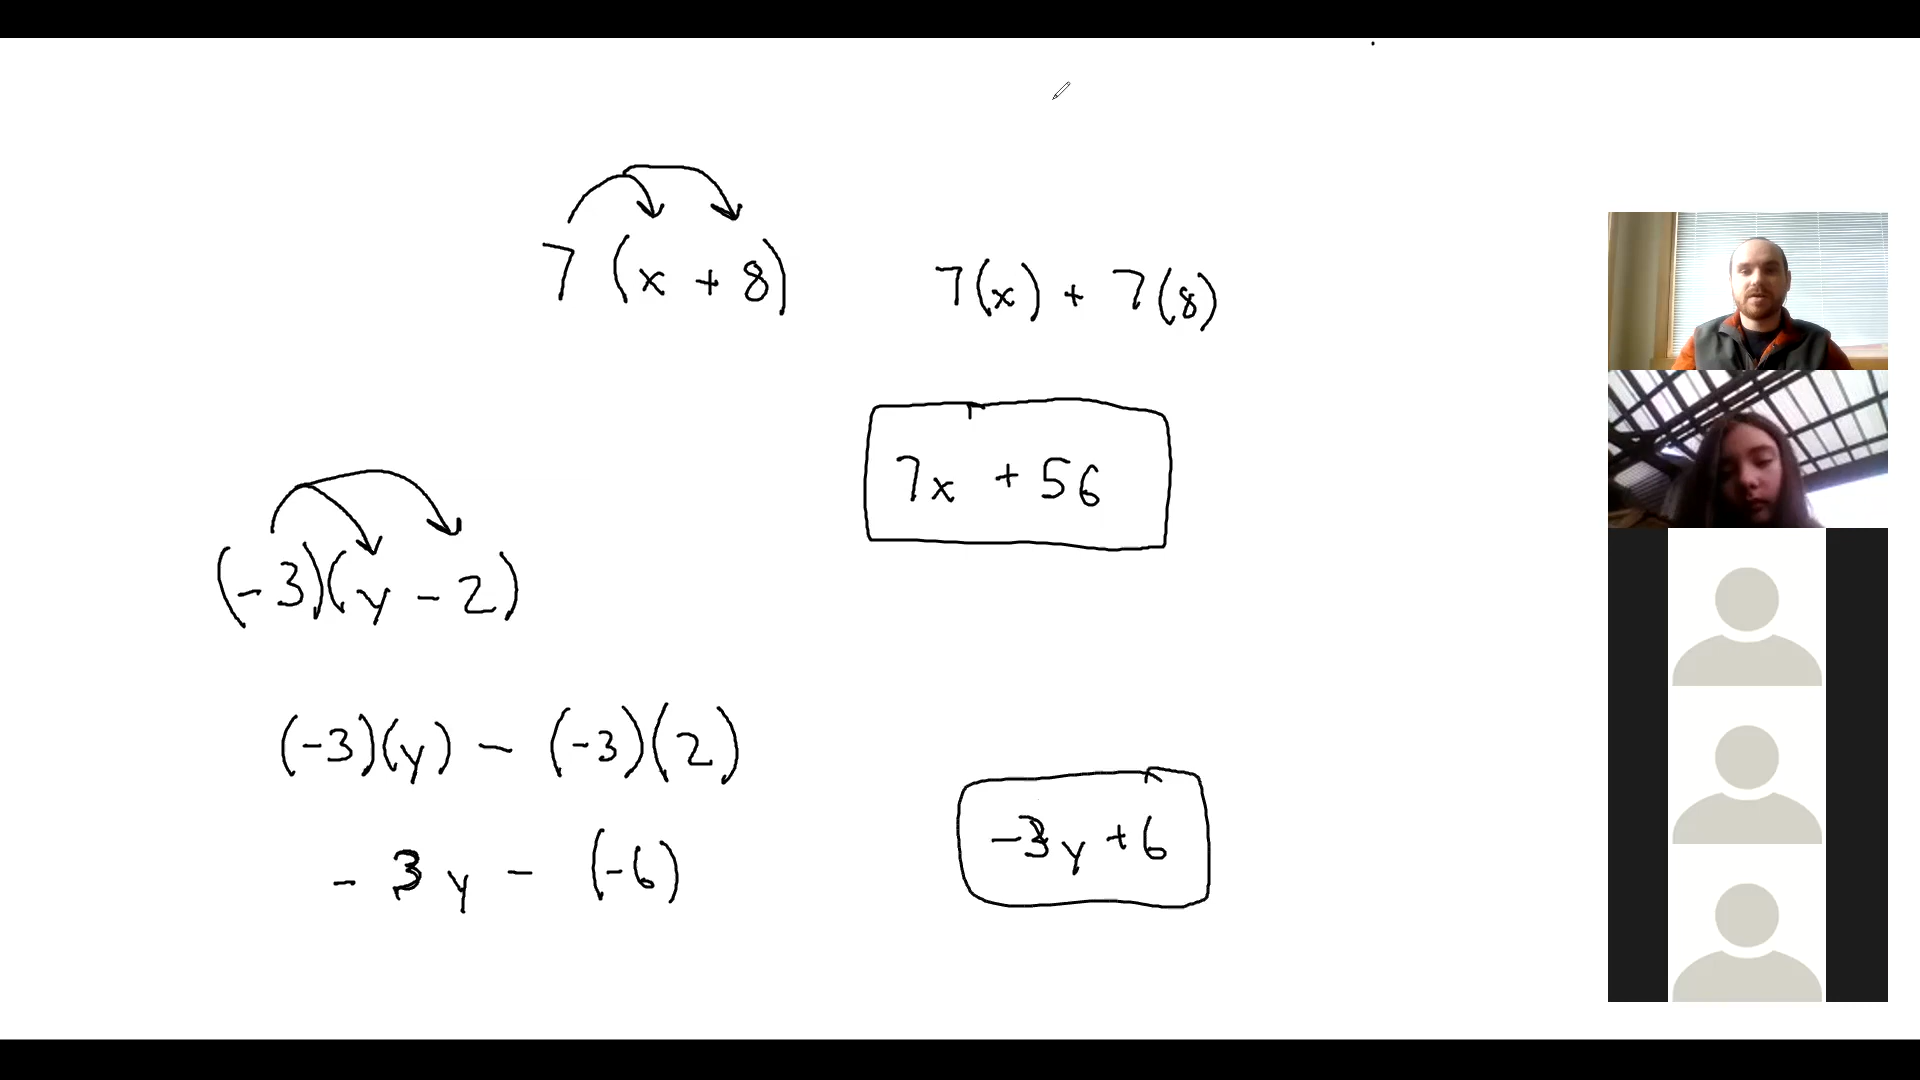 7 (x + 8)
7(x) + 7(8)
7x + 56
(-3)(y - 2)
(-3)(y) - (-3)(2)
- 3y - (-6)
-3y + 6